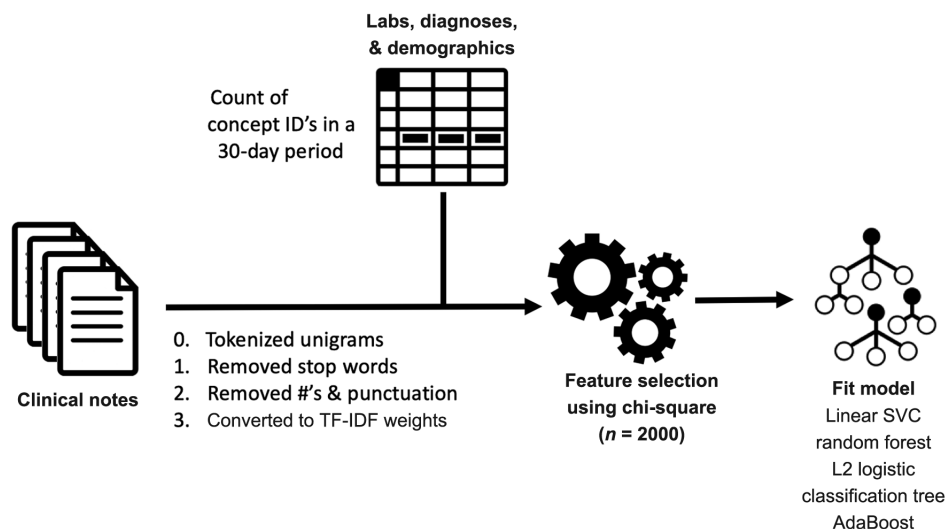 Labs, diagnoses,
& demographics
Count of
concept ID's in a
30-day period
0. Tokenized unigrams
1. Removed stop words
2. Removed #'s & punctuation
3. Converted to TF-IDF weights
Clinical notes
Feature selection
using chi-square
(n = 2000)
Fit model
Linear SVC
random forest
L2 logistic
classification tree
AdaBoost